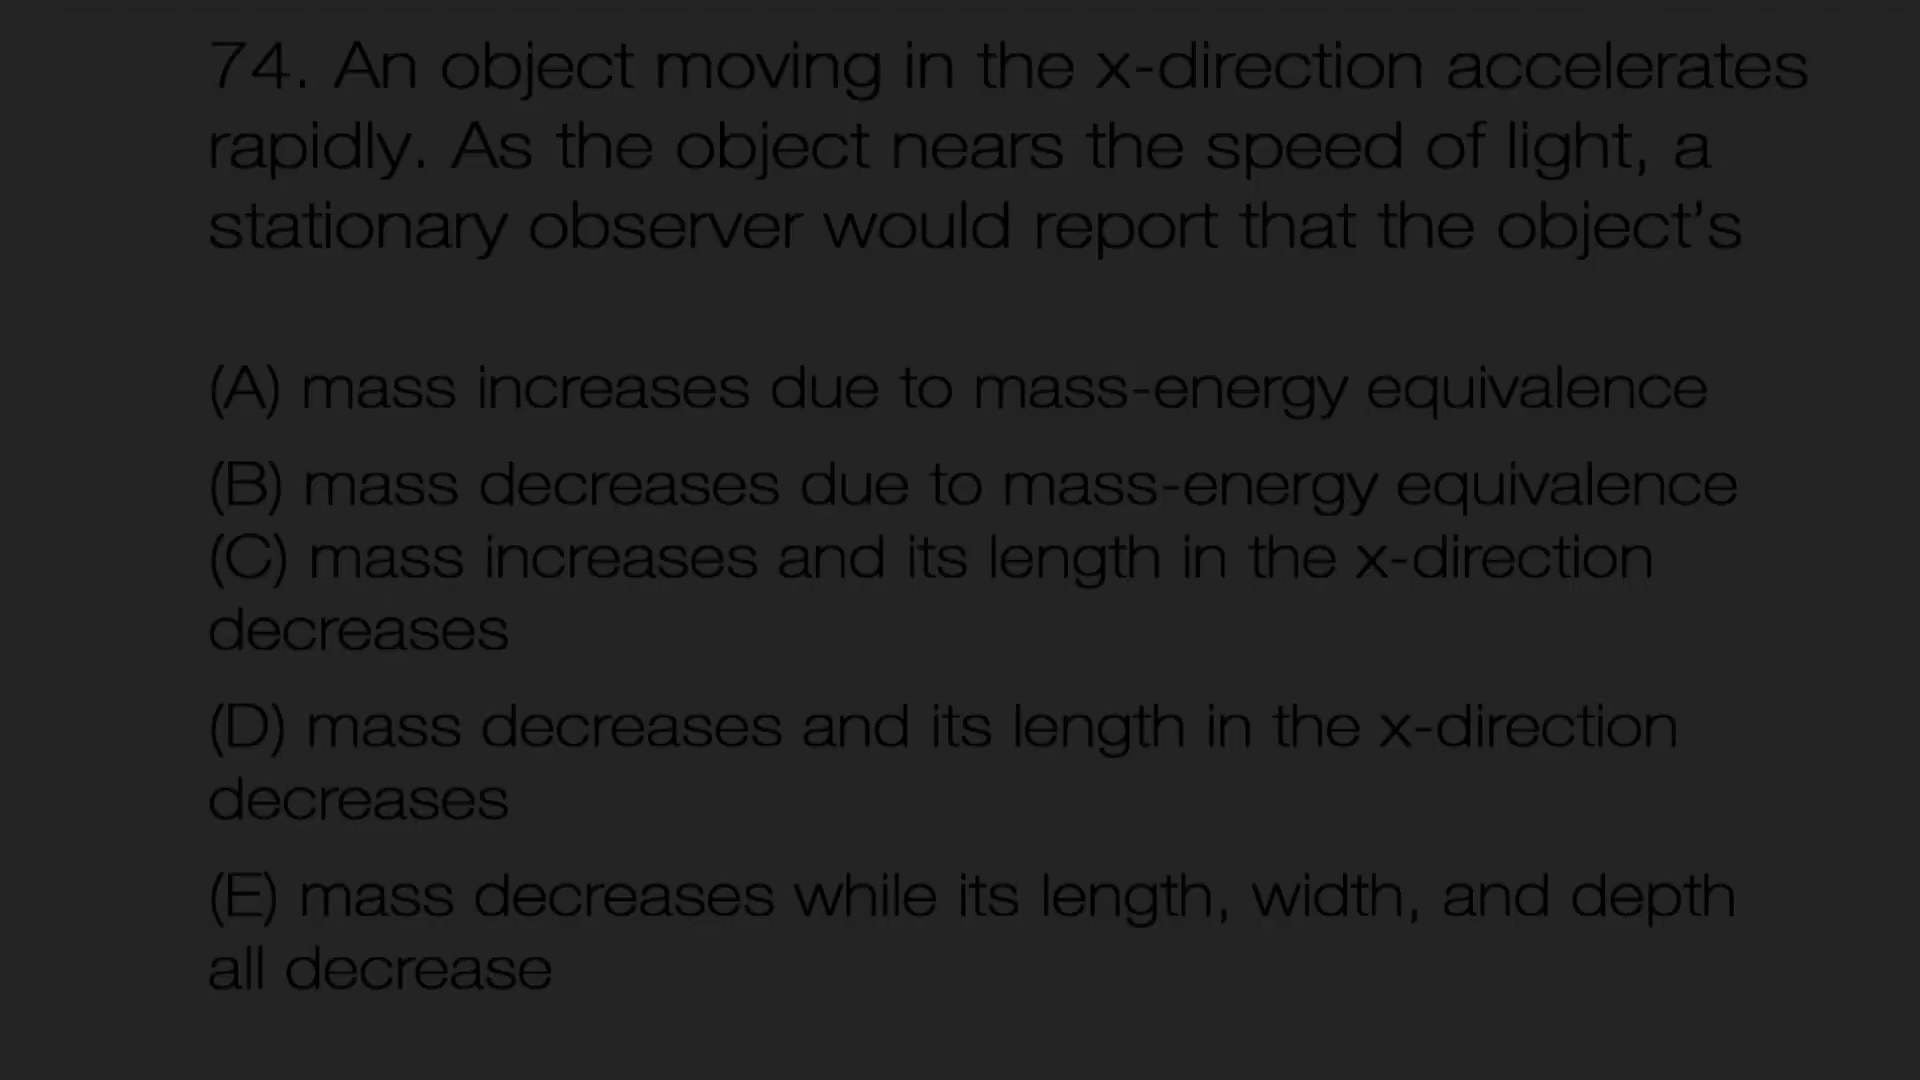 74. An object moving in the x-direction accelerates
rapidly. As the object nears the speed of light, a
stationary observer would report that the object’s
(A) mass increases due to mass-energy equivalence
(B) mass decreases due to mass-energy equivalence
(C) mass increases and its length in the x-direction
decreases
(D) mass decreases and its length in the x-direction
decreases
(E) mass decreases while its length, width, and depth
all decrease